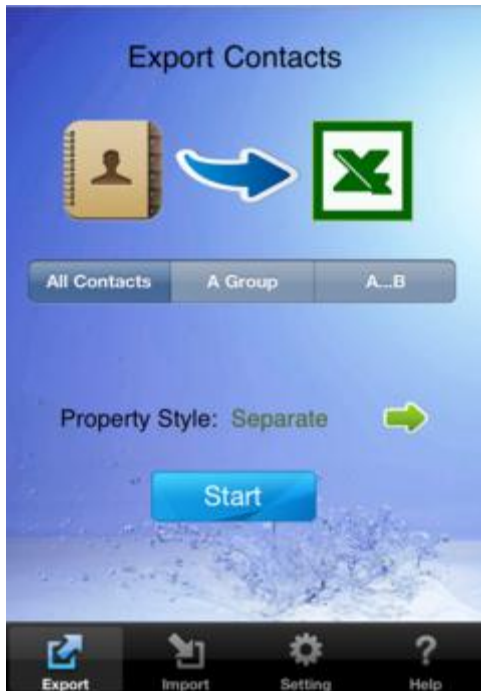 Export Contacts
All Contacts A Group A...B
Property Style: Separate
Start
Export Import Setting Help